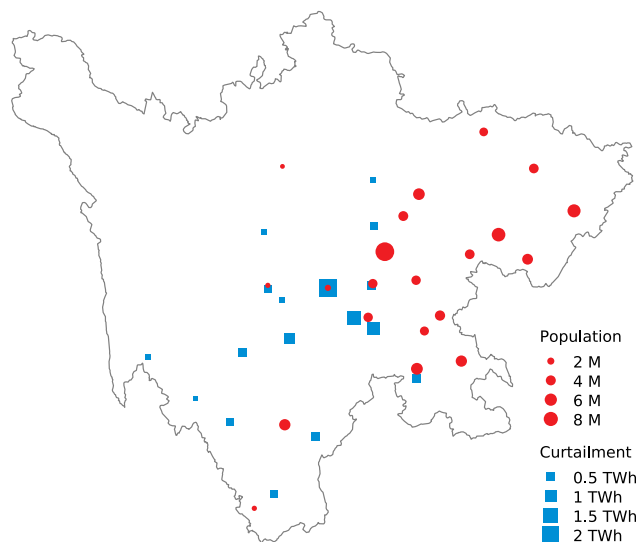 Population
2 M
4 M
6 M
8 M
Curtailment
0.5 TWh
1 TWh
1.5 TWh
2 TWh